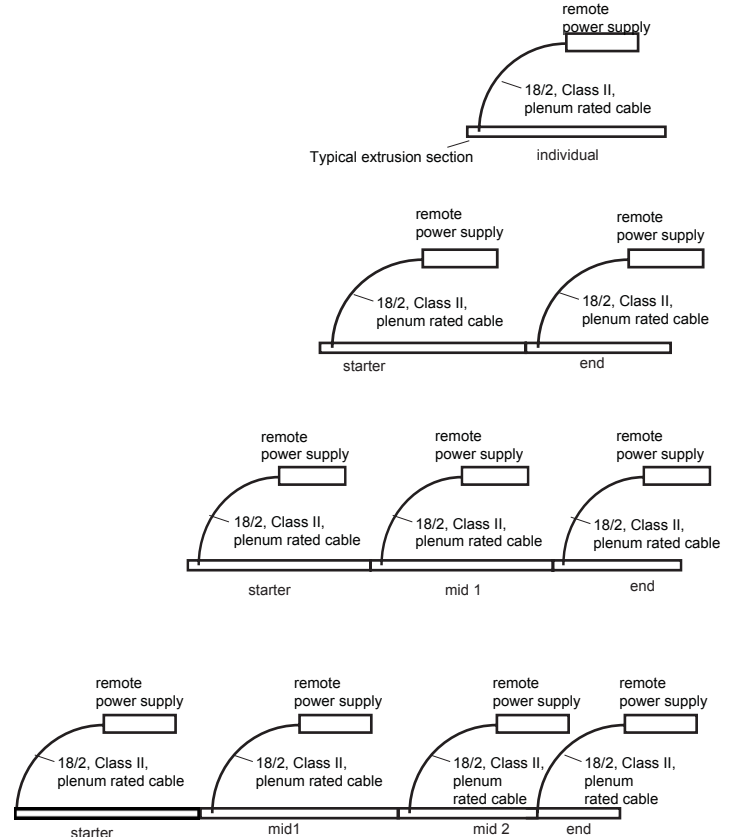 remote
power supply
18/2, Class II,
plenum rated cable
Typical extrusion section
individual
remote
power supply
18/2, Class II,
plenum rated cable
starter
remote
power supply
18/2, Class II,
plenum rated cable
end
remote
power supply
18/2, Class II,
plenum rated cable
starter
remote
power supply
18/2, Class II,
plenum rated cable
mid 1
remote
power supply
18/2, Class II,
plenum rated cable
end
remote
power supply
18/2, Class II,
plenum rated cable
starter
remote
power supply
18/2, Class II,
plenum rated cable
mid1
remote
power supply
18/2, Class II,
plenum
rated cable
mid 2
remote
power supply
18/2, Class II,
plenum
rated cable
end